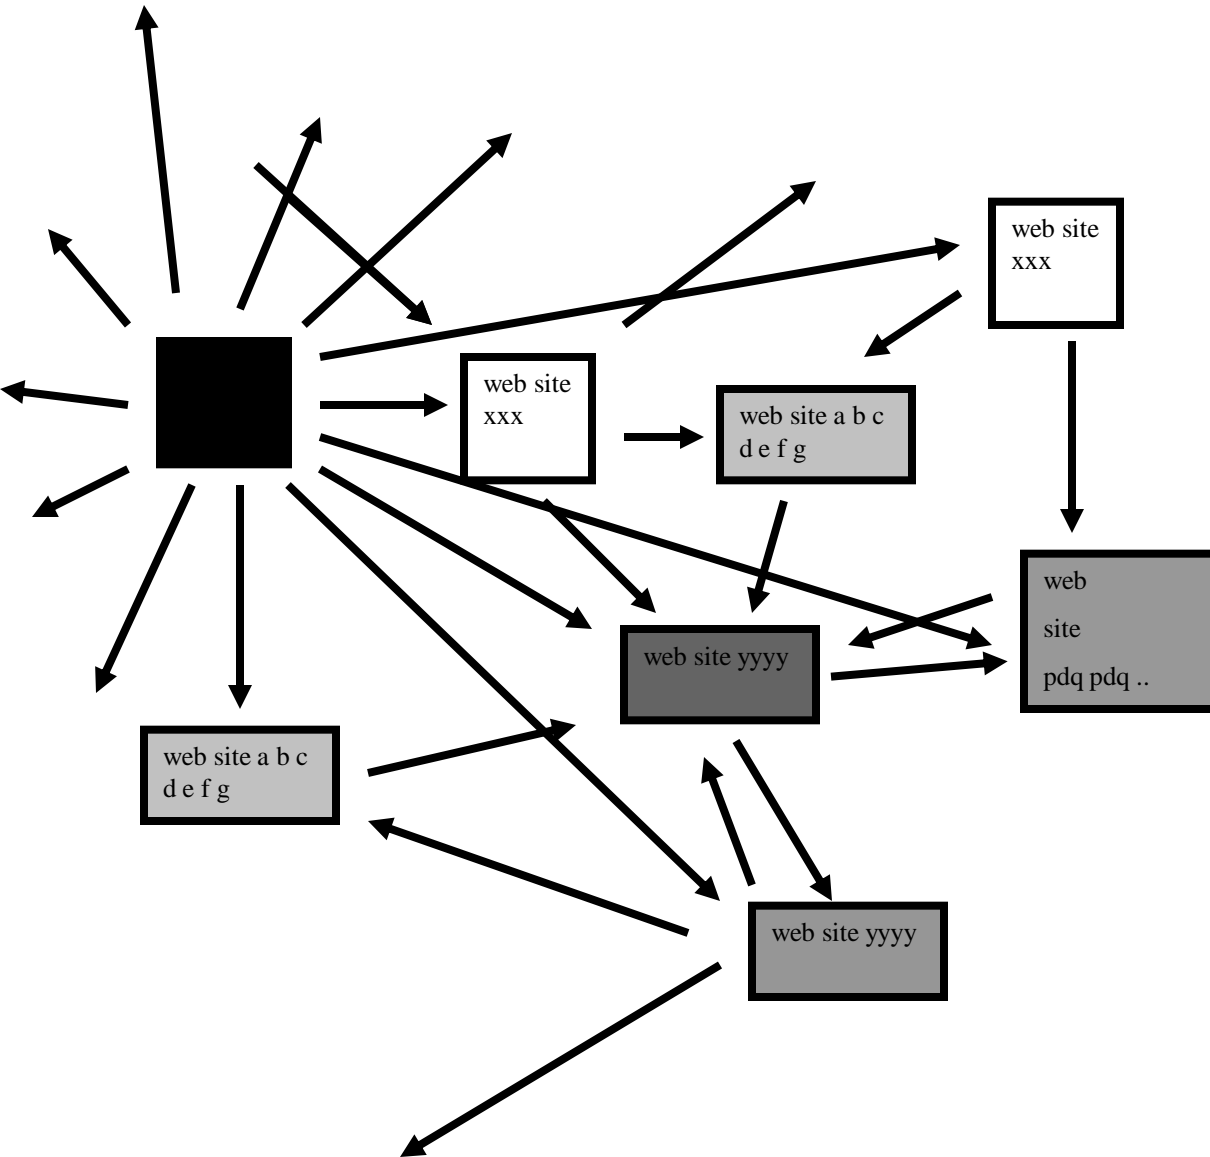 web site
xxx
web site
xxx
web site a b c
d e f g
web
site
pdq pdq ..
web site yyyy
web site a b c
d e f g
web site yyyy